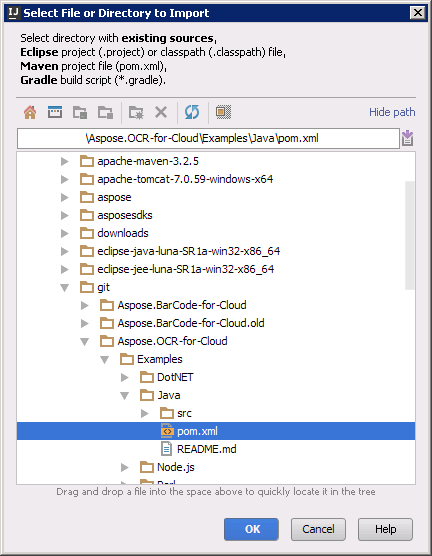 IJ Select File or Directory to Import
Select directory with existing sources,
Eclipse project (.project) or classpath (.classpath) file,
Maven project file (pom.xml),
Gradle build script (*.gradle).
Hide path
\Aspose.OCR-for-Cloud\Examples\Java\pom.xml
apache-maven-3.2.5
apache-tomcat-7.0.59-windows-x64
aspose
asposesdks
downloads
eclipse-java-luna-SR1a-win32-x86_64
eclipse-jee-luna-SR1a-win32-x86_64
git
Aspose.BarCode-for-Cloud
Aspose.BarCode-for-Cloud.old
Aspose.OCR-for-Cloud
Examples
DotNET
Java
src
pom.xml
README.md
Node.js
Perl
Drag and drop a file into the space above to quickly locate it in the tree
OK Cancel Help